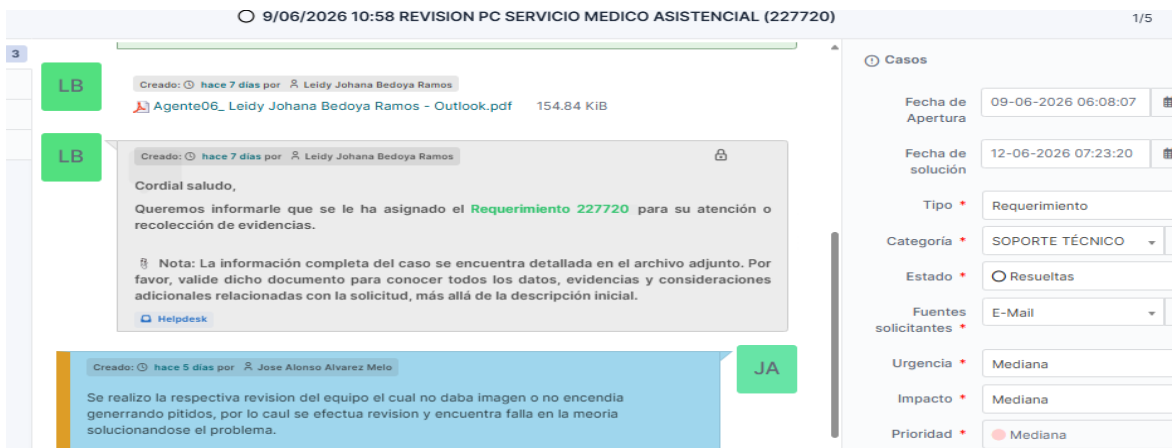 9/06/2026 10:58 REVISION PC SERVICIO MEDICO ASISTENCIAL (227720)
1/5
3
LB
Creado: hace 7 días por Leidy Johana Bedoya Ramos
Agente06_ Leidy Johana Bedoya Ramos - Outlook.pdf 154.84 KiB
LB
Creado: hace 7 días por Leidy Johana Bedoya Ramos
Cordial saludo,
Queremos informarle que se le ha asignado el Requerimiento 227720 para su atención o
recolección de evidencias.
Nota: La información completa del caso se encuentra detallada en el archivo adjunto. Por
favor, valide dicho documento para conocer todos los datos, evidencias y consideraciones
adicionales relacionadas con la solicitud, más allá de la descripción inicial.
Helpdesk
Creado: hace 5 días por Jose Alonso Alvarez Melo
JA
Se realizo la respectiva revision del equipo el cual no daba imagen o no encendia
generrando pitidos, por lo caul se efectua revision y encuentra falla en la meoria
solucionandose el problema.
Casos
Fecha de
Apertura
09-06-2026 06:08:07
Fecha de
solución
12-06-2026 07:23:20
Tipo *
Requerimiento
Categoría *
SOPORTE TÉCNICO
Estado *
Resueltas
Fuentes
solicitantes *
E-Mail
Urgencia *
Mediana
Impacto *
Mediana
Prioridad *
Mediana